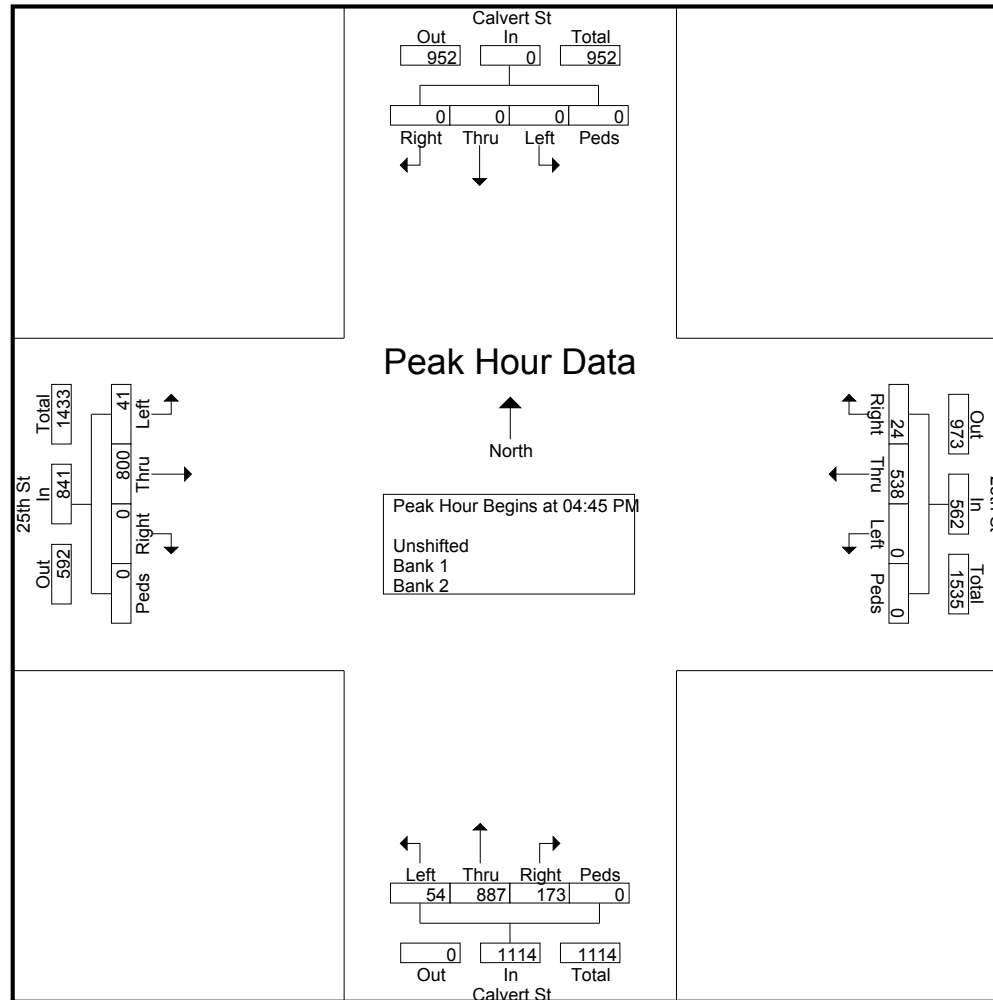 Calvert St
Out In Total
952 0 952
0 0 0 0
Right Thru Left Peds
Peak Hour Data
North
Peak Hour Begins at 04:45 PM
Unshifted
Bank 1
Bank 2
25th St
Total In Out
1433 841 592
41 800 0 0
Left Thru Right Peds
Out In Total
973 562 1535
24 538 0 0
Right Thru Left Peds
Left Thru Right Peds
54 887 173 0
0 1114 1114
Out In Total
Calvert St